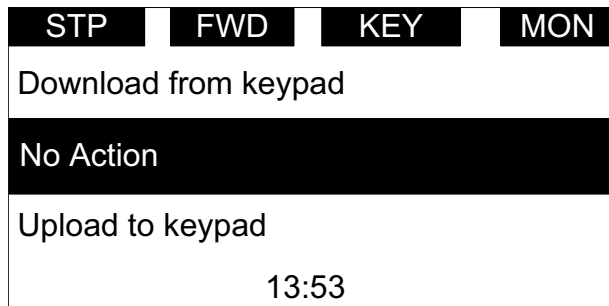 STP FWD KEY MON
Download from keypad
No Action
Upload to keypad
13:53